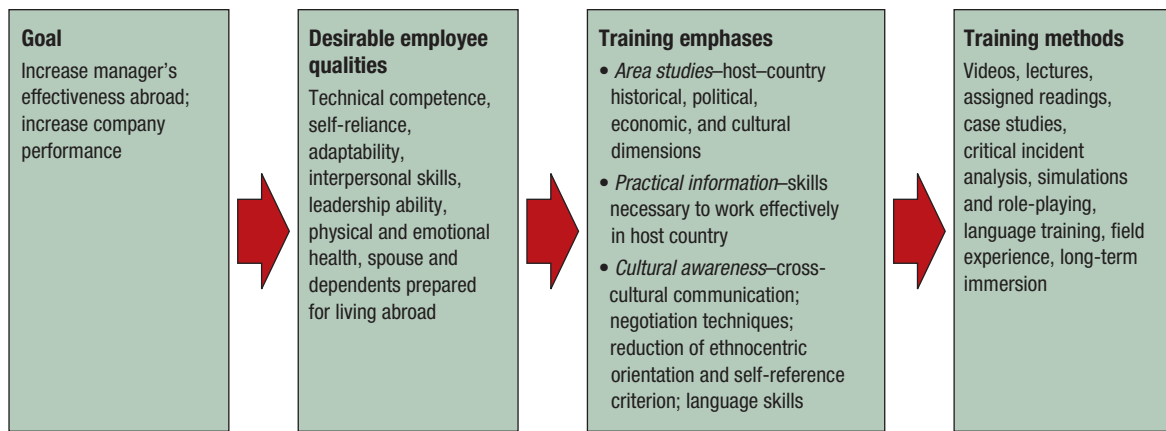 Goal
Increase manager's
effectiveness abroad;
increase company
performance
Desirable employee
qualities
Technical competence,
self-reliance,
adaptability,
interpersonal skills,
leadership ability,
physical and emotional
health, spouse and
dependents prepared
for living abroad
Training emphases
• Area studies–host–country
historical, political,
economic, and cultural
dimensions
• Practical information–skills
necessary to work effectively
in host country
• Cultural awareness–cross-
cultural communication;
negotiation techniques;
reduction of ethnocentric
orientation and self-reference
criterion; language skills
Training methods
Videos, lectures,
assigned readings,
case studies,
critical incident
analysis, simulations
and role-playing,
language training, field
experience, long-term
immersion